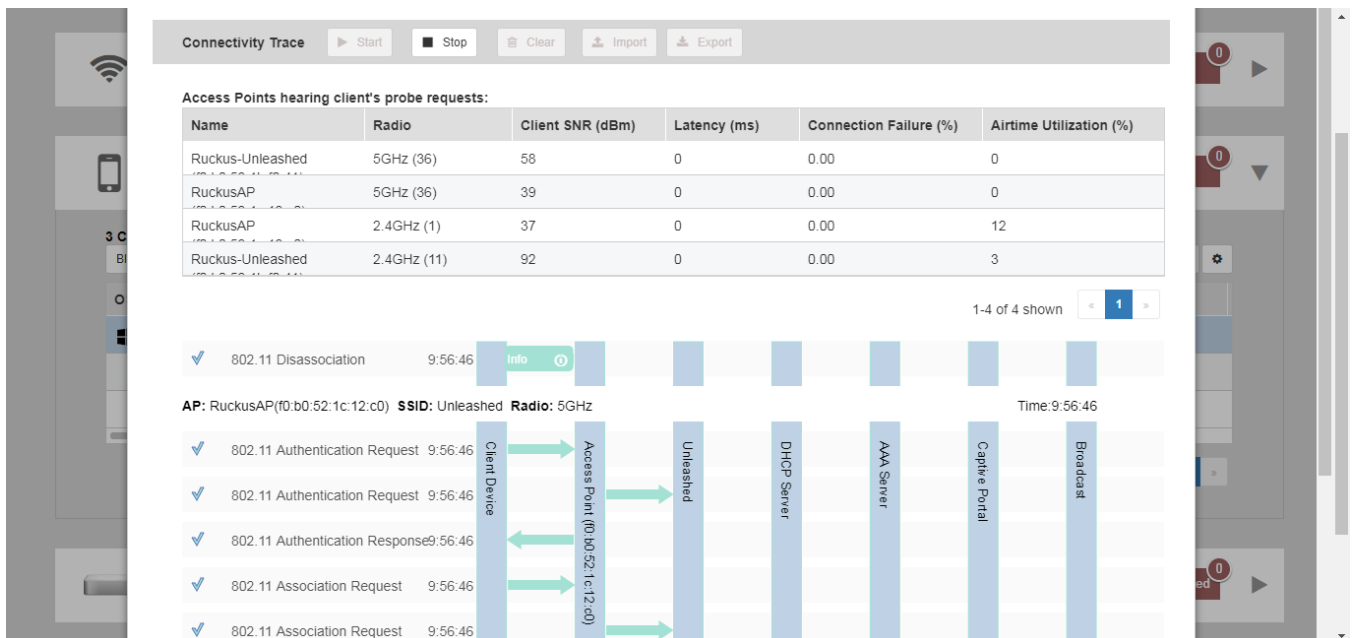 Connectivity Trace Start Stop Clear Import Export
0
Access Points hearing client's probe requests:
Name Radio Client SNR (dBm) Latency (ms) Connection Failure (%) Airtime Utilization (%)
Ruckus-Unleashed 5GHz (36) 58 0 0.00 0
0
RuckusAP 5GHz (36) 39 0 0.00 0
RuckusAP 2.4GHz (1) 37 0 0.00 12
3 C
Ruckus-Unleashed 2.4GHz (11) 92 0 0.00 3
Bl
O
1-4 of 4 shown « 1 »
802.11 Disassociation 9:56:46 Info
AP: RuckusAP(f0:b0:52:1c:12:c0) SSID: Unleashed Radio: 5GHz Time:9:56:46
802.11 Authentication Request 9:56:46
802.11 Authentication Request 9:56:46
802.11 Authentication Response9:56:46
802.11 Association Request 9:56:46
802.11 Association Request 9:56:46
Client Device
Access Point (f0:b0:52:1c:12:c0)
Unleashed
DHCP Server
AAA Server
Captive Portal
Broadcast
»
0
ed